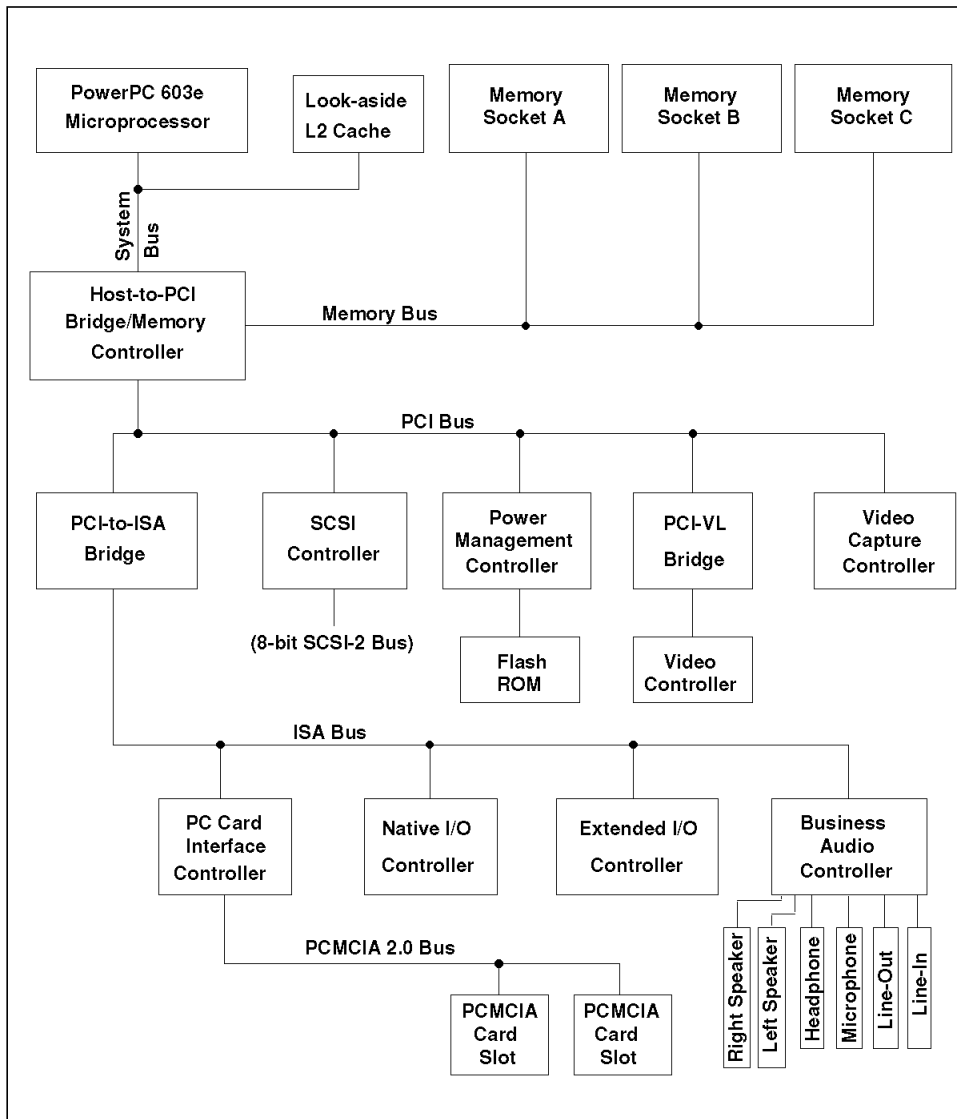 PowerPC 603e
Microprocessor
Look-aside
L2 Cache
Memory
Socket A
Memory
Socket B
Memory
Socket C
System
Bus
Host-to-PCI
Bridge/Memory
Controller
Memory Bus
PCI Bus
PCI-to-ISA
Bridge
SCSI
Controller
Power
Management
Controller
PCI-VL
Bridge
Video
Capture
Controller
(8-bit SCSI-2 Bus)
Flash
ROM
Video
Controller
ISA Bus
PC Card
Interface
Controller
Native I/O
Controller
Extended I/O
Controller
Business
Audio
Controller
PCMCIA 2.0 Bus
PCMCIA
Card
Slot
PCMCIA
Card
Slot
Right Speaker
Left Speaker
Headphone
Microphone
Line-Out
Line-In